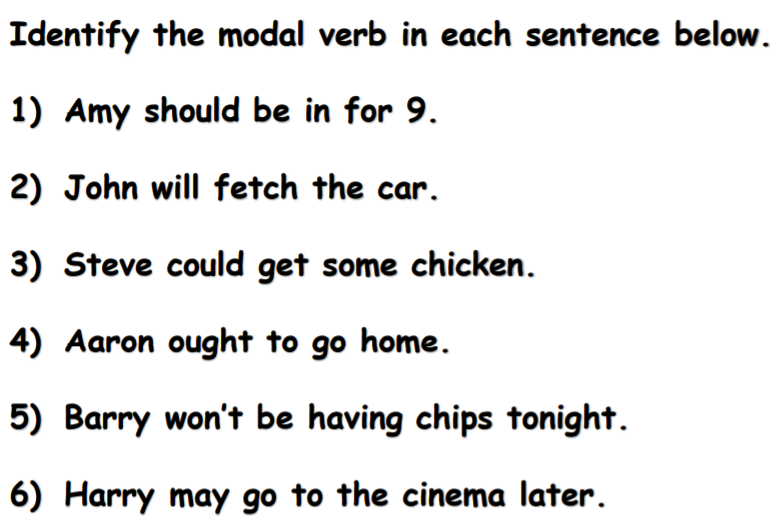 Identify the modal verb in each sentence below.
1) Amy should be in for 9.
2) John will fetch the car.
3) Steve could get some chicken.
4) Aaron ought to go home.
5) Barry won't be having chips tonight.
6) Harry may go to the cinema later.